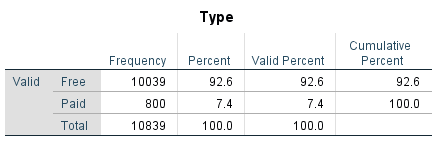 Type
Frequency Percent Valid Percent Cumulative Percent
Valid Free 10039 92.6 92.6 92.6
Paid 800 7.4 7.4 100.0
Total 10839 100.0 100.0